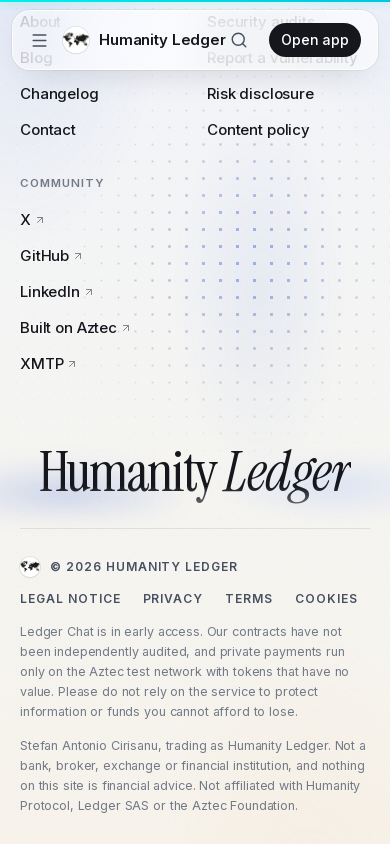 About
Security audits
Humanity Ledger
Open app
Blog
Report a vulnerability
Changelog
Risk disclosure
Contact
Content policy
COMMUNITY
X
GitHub
LinkedIn
Built on Aztec
XMTP
Humanity Ledger
© 2026 HUMANITY LEDGER
LEGAL NOTICE PRIVACY TERMS COOKIES
Ledger Chat is in early access. Our contracts have not
been independently audited, and private payments run
only on the Aztec test network with tokens that have no
value. Please do not rely on the service to protect
information or funds you cannot afford to lose.
Stefan Antonio Cirisanu, trading as Humanity Ledger. Not a
bank, broker, exchange or financial institution, and nothing
on this site is financial advice. Not affiliated with Humanity
Protocol, Ledger SAS or the Aztec Foundation.